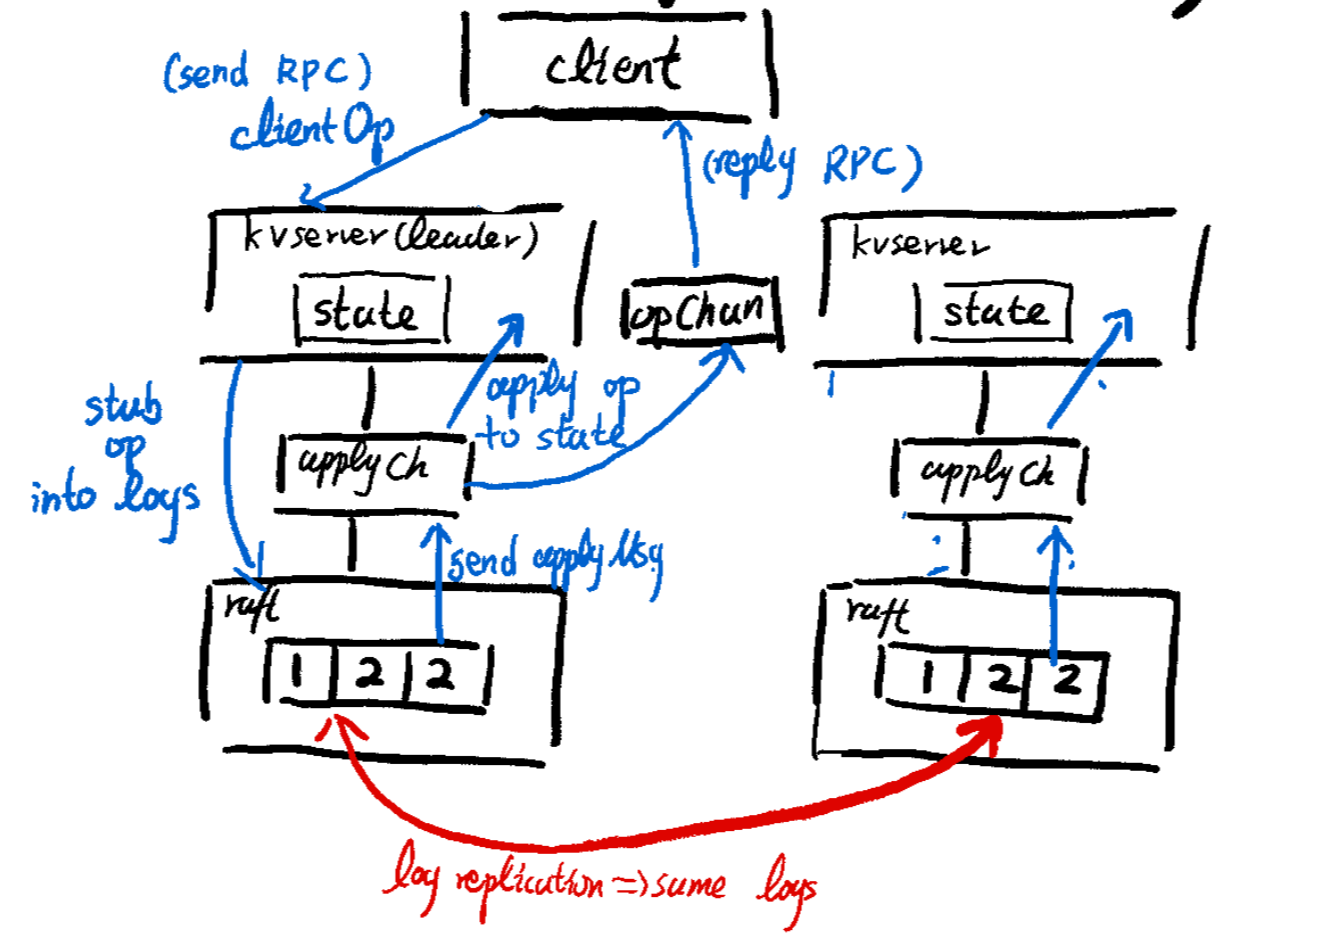 client
(send RPC)
clientOp
(reply RPC)
kvserver(leader)
state
opChan
kvserver
state
stub
op
into logs
apply op
to state
applyCh
applyCh
send applyMsg
raft
1 2 2
raft
1 2 2
log replication => same logs